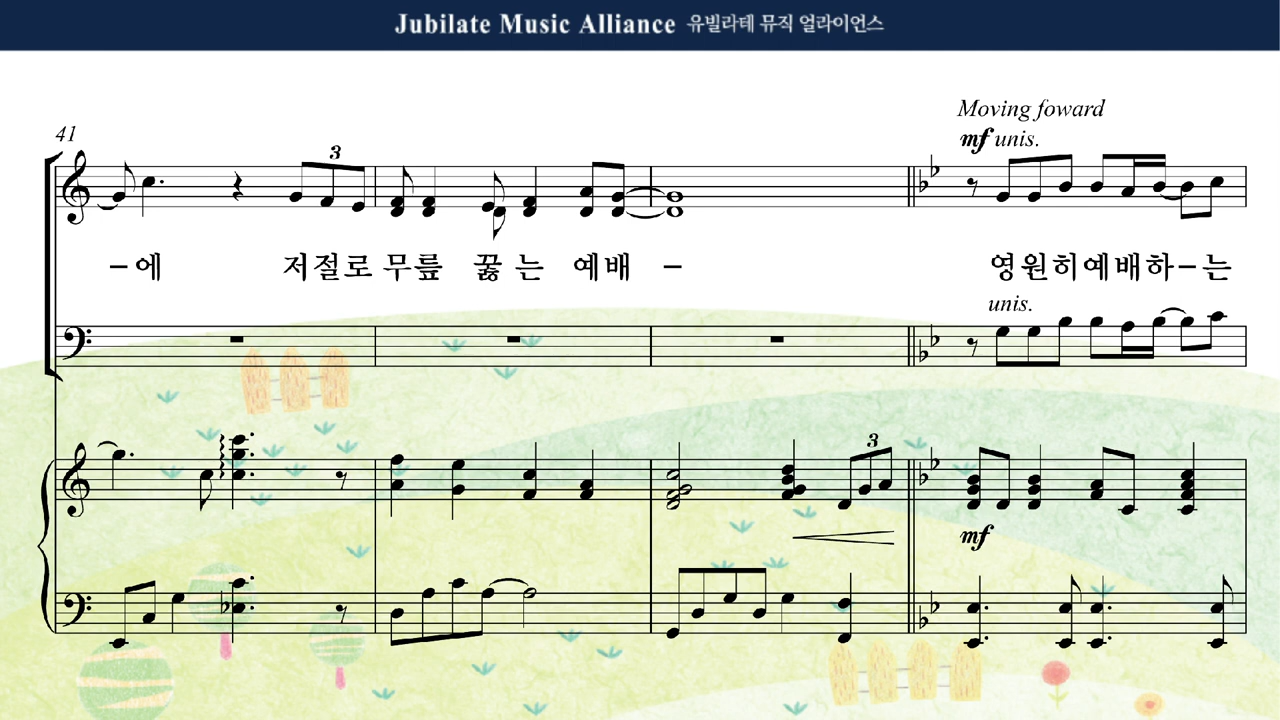 Jubilate Music Alliance 유빌라테 뮤직 얼라이언스
Moving foward
41
mf unis.
3
-에 저절로 무릎 꿇 는 예배 - 영원히예배하-는
unis.
3
mf